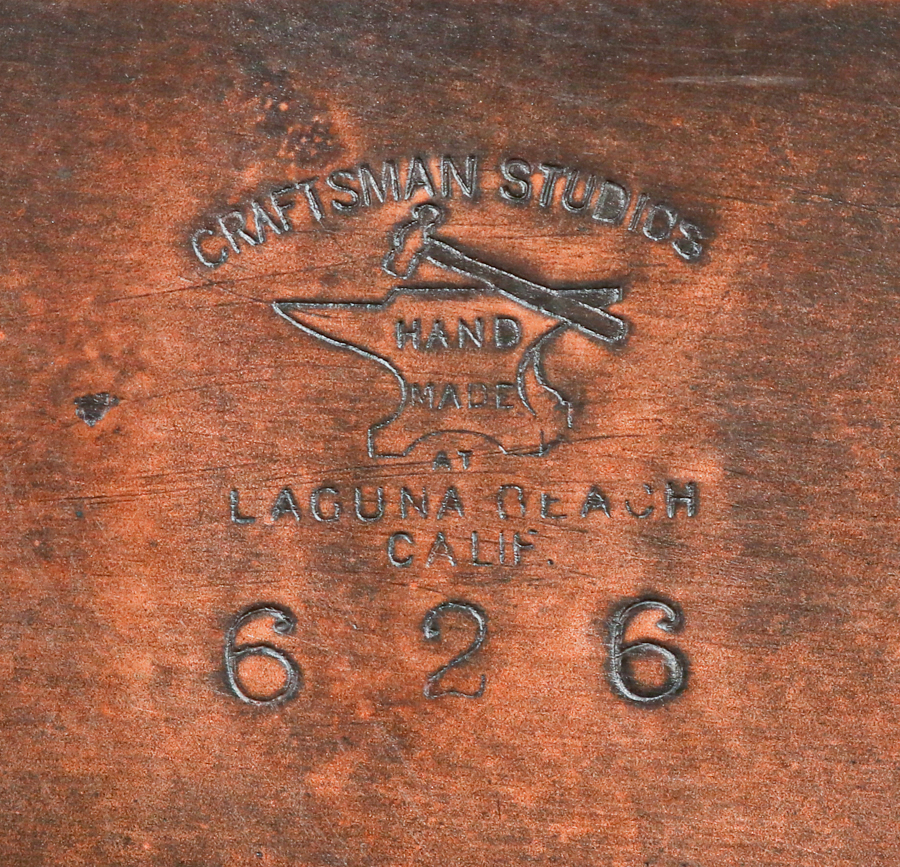 CRAFTSMAN STUDIOS
HAND
MADE
AT
LAGUNA BEACH
CALIF.
6 2 6